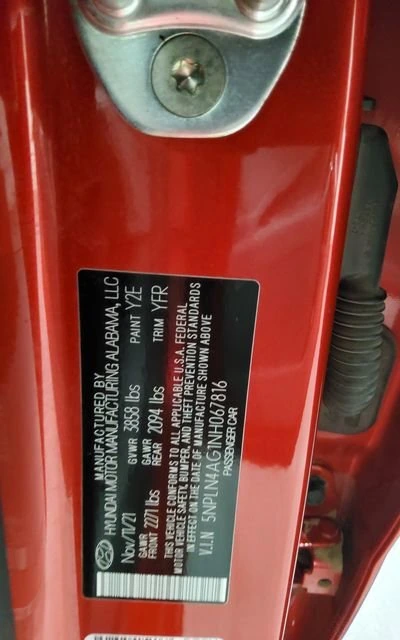 MANUFACTURED BY
HYUNDAI MOTOR MANUFACTURING ALABAMA, LLC
Nov/11/21 GVWR 3858 lbs PAINT Y2E
GAWR FRONT 2271 lbs GAWR REAR 2094 lbs TRIM YFR
THIS VEHICLE CONFORMS TO ALL APPLICABLE U.S.A. FEDERAL
MOTOR VEHICLE SAFETY, BUMPER, AND THEFT PREVENTION STANDARDS
IN EFFECT ON THE DATE OF MANUFACTURE SHOWN ABOVE
V.I.N 5NPLN4AG1NH067816
PASSENGER CAR